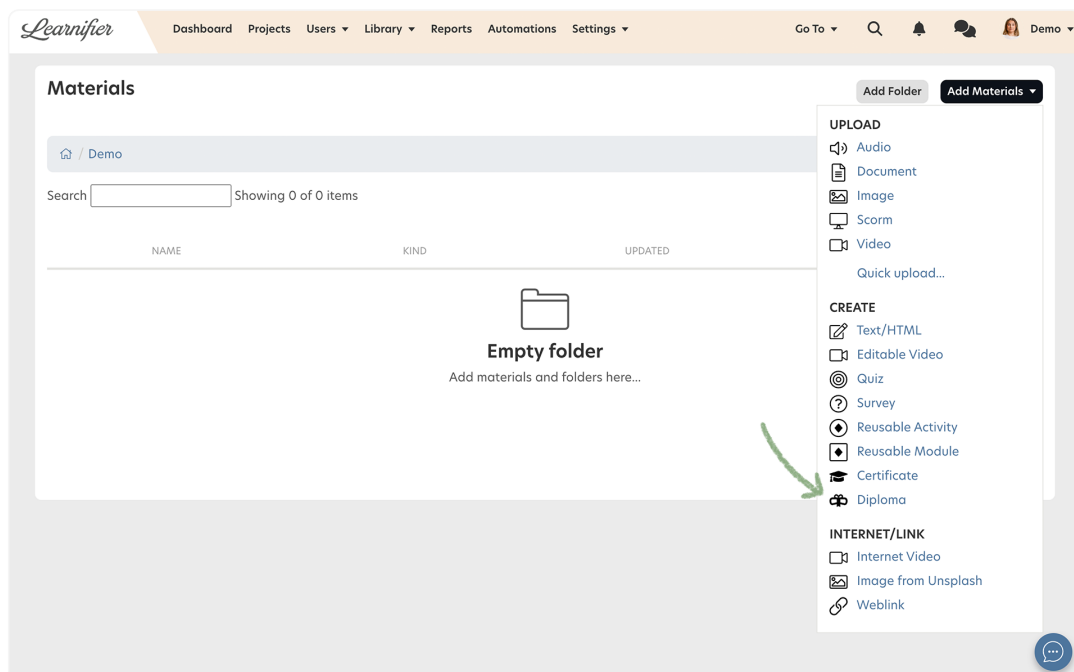 Learnifier Dashboard Projects Users Library Reports Automations Settings Go To Demo
Materials
Add Folder Add Materials
Demo
Search Showing 0 of 0 items
NAME KIND UPDATED
Empty folder
Add materials and folders here...
UPLOAD
Audio
Document
Image
Scorm
Video
Quick upload...
CREATE
Text/HTML
Editable Video
Quiz
Survey
Reusable Activity
Reusable Module
Certificate
Diploma
INTERNET/LINK
Internet Video
Image from Unsplash
Weblink